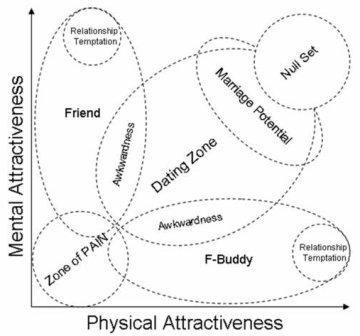 Relationship
Temptation
Null Set
Marriage Potential
Friend
Awkwardness
Dating Zone
Awkwardness
Zone of PAIN
F-Buddy
Relationship
Temptation
Mental Attractiveness
Physical Attractiveness